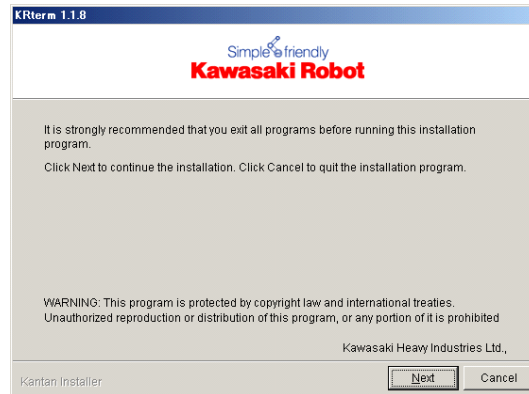 KRterm 1.1.8
Simple & friendly
Kawasaki Robot
It is strongly recommended that you exit all programs before running this installation
program.
Click Next to continue the installation. Click Cancel to quit the installation program.
WARNING: This program is protected by copyright law and international treaties.
Unauthorized reproduction or distribution of this program, or any portion of it is prohibited
Kawasaki Heavy Industries Ltd.,
Kantan Installer
Next
Cancel